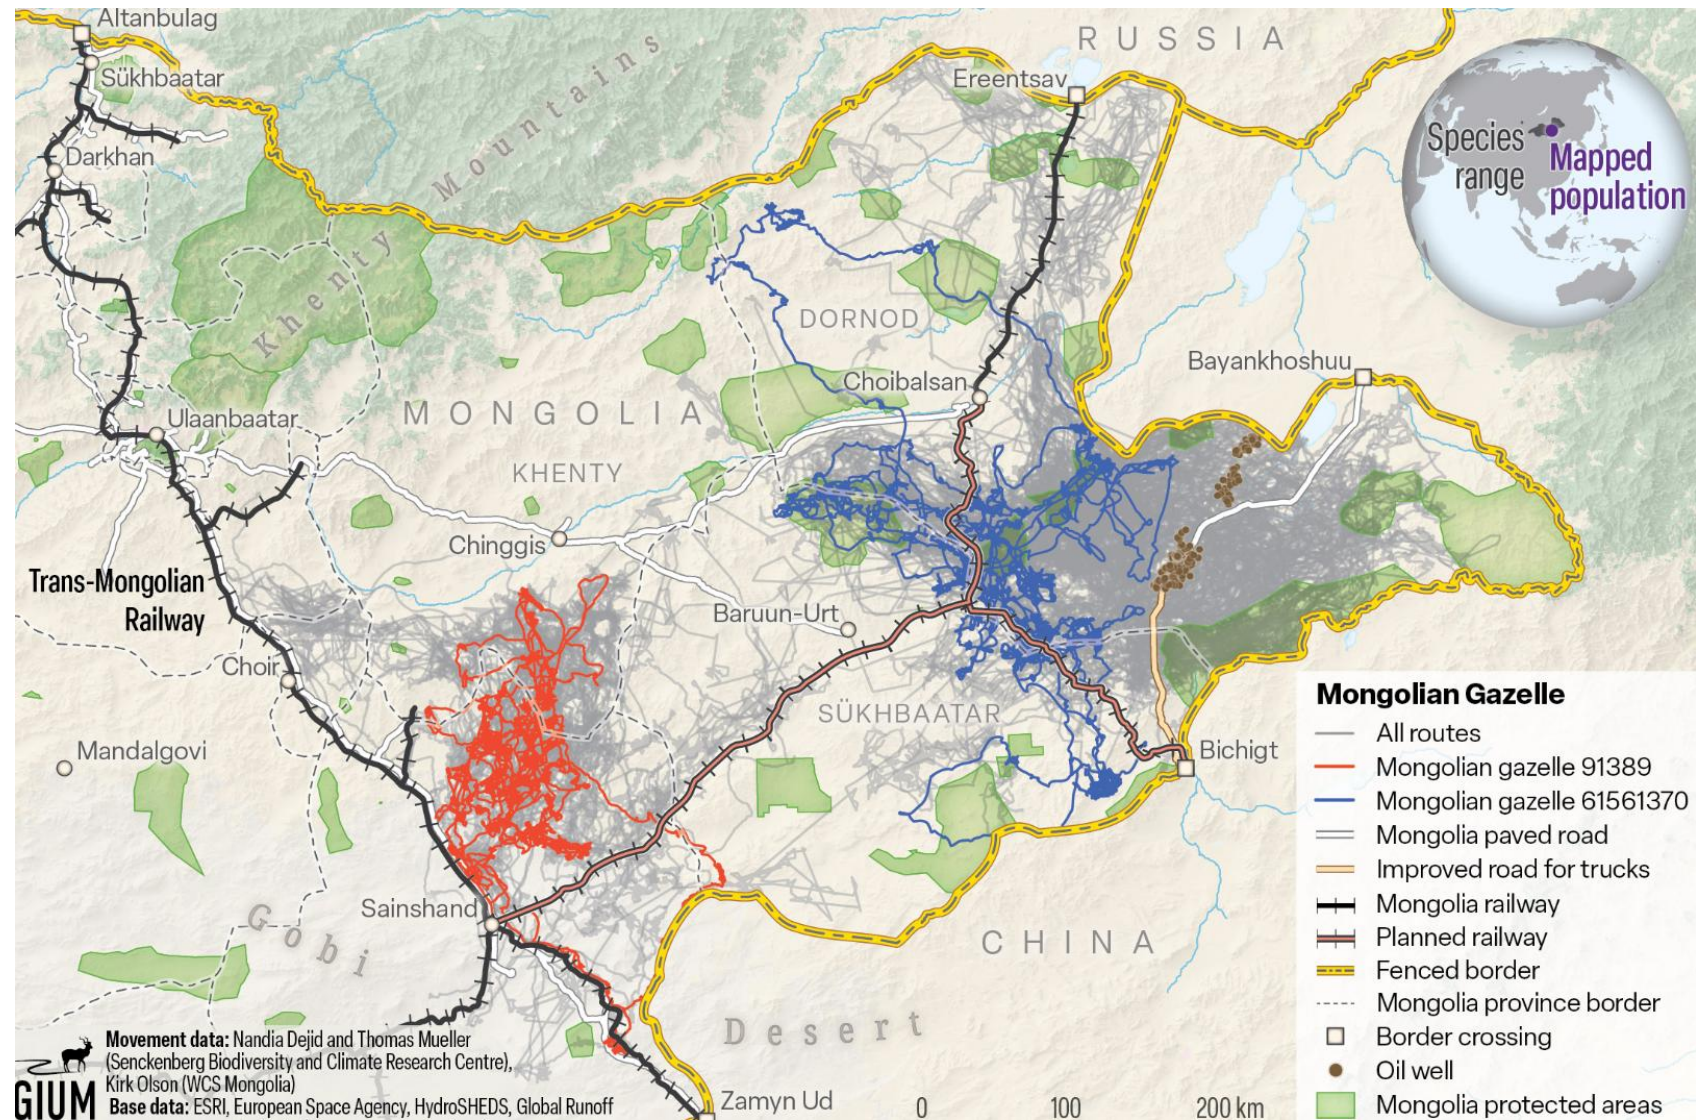 Altanbulag
Sükhbaatar
Darkhan
Ulaanbaatar
Khenty
Mountains
RUSSIA
Ereentsav
Species
range
Mapped
population
DORNOD
Choibalsan
Bayankhoshuu
MONGOLIA
KHENTY
Chinggis
Trans-Mongolian
Railway
Baruun-Urt
Choir
Mandalgovi
SÜKHBAATAR
Bichigt
Sainshand
Gobi
Desert
CHINA
Zamyn Ud
0 100 200 km
Mongolian Gazelle
All routes
Mongolian gazelle 91389
Mongolian gazelle 61561370
Mongolia paved road
Improved road for trucks
Mongolia railway
Planned railway
Fenced border
Mongolia province border
Border crossing
Oil well
Mongolia protected areas
GIUM
Movement data: Nandia Dejid and Thomas Mueller
(Senckenberg Biodiversity and Climate Research Centre),
Kirk Olson (WCS Mongolia)
Base data: ESRI, European Space Agency, HydroSHEDS, Global Runoff